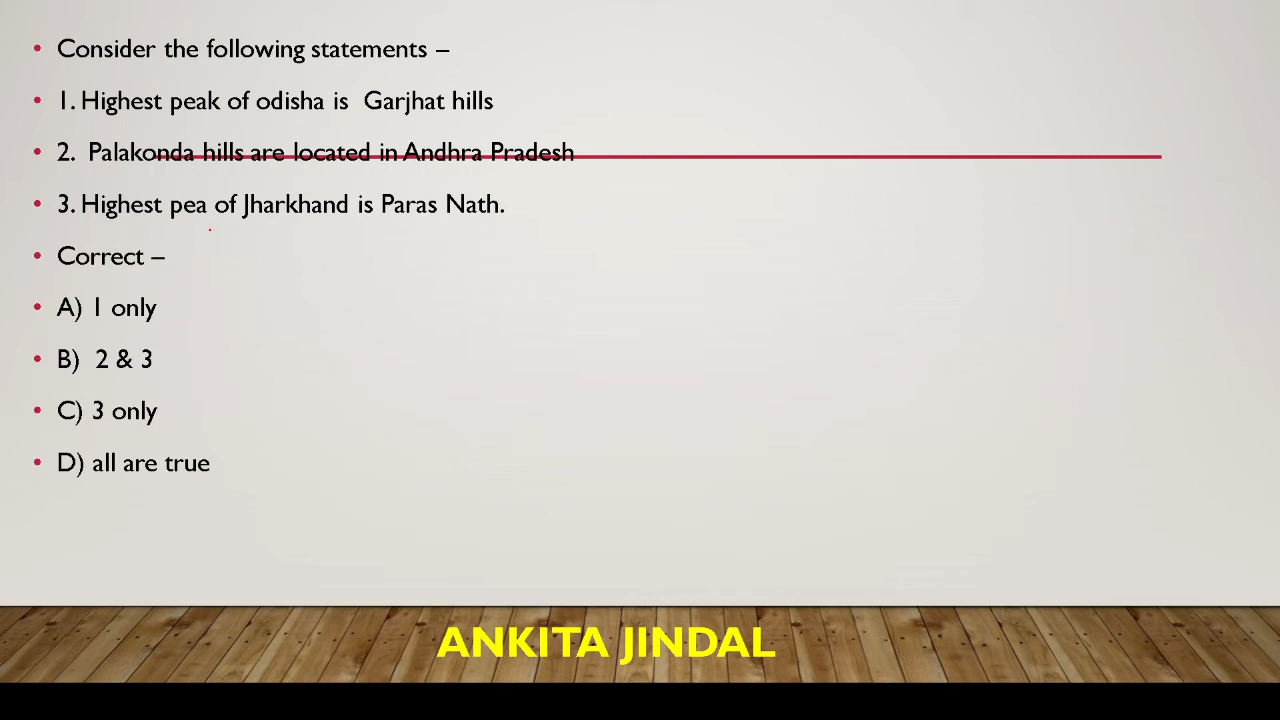 • Consider the following statements –
• 1. Highest peak of odisha is  Garjhat hills
• 2.  Palakonda hills are located in Andhra Pradesh
• 3. Highest pea of Jharkhand is Paras Nath.
• Correct –
• A) 1 only
• B)  2 & 3
• C) 3 only
• D) all are true
ANKITA JINDAL